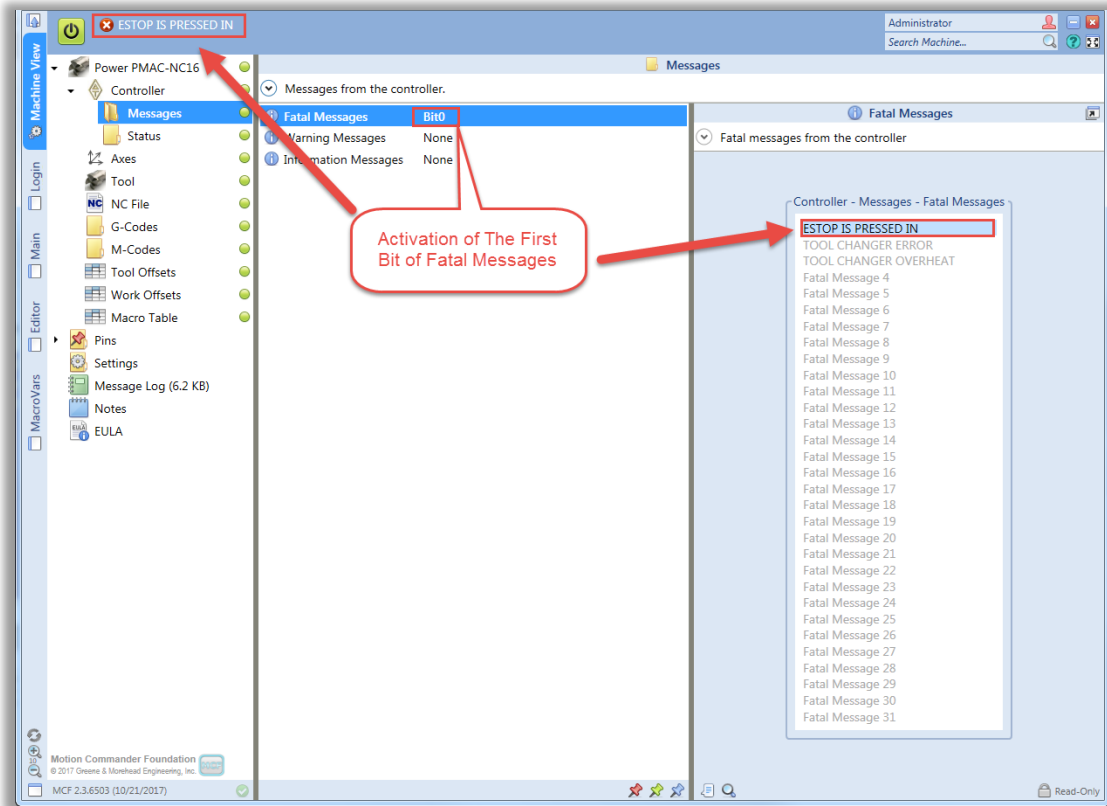 ESTOP IS PRESSED IN
Administrator
Search Machine...
Machine View
Login
Main
Editor
MacroVars
Power PMAC-NC16
Controller
Messages
Status
Axes
Tool
NC File
G-Codes
M-Codes
Tool Offsets
Work Offsets
Macro Table
Pins
Settings
Message Log (6.2 KB)
Notes
EULA
Motion Commander Foundation
© 2017 Greene & Morehead Engineering, Inc.
MCF 2.3.6503 (10/21/2017)
Messages
Messages from the controller.
Fatal Messages Bit0
Warning Messages None
Information Messages None
Activation of The First
Bit of Fatal Messages
Fatal Messages
Fatal messages from the controller
Controller - Messages - Fatal Messages
ESTOP IS PRESSED IN
TOOL CHANGER ERROR
TOOL CHANGER OVERHEAT
Fatal Message 4
Fatal Message 5
Fatal Message 6
Fatal Message 7
Fatal Message 8
Fatal Message 9
Fatal Message 10
Fatal Message 11
Fatal Message 12
Fatal Message 13
Fatal Message 14
Fatal Message 15
Fatal Message 16
Fatal Message 17
Fatal Message 18
Fatal Message 19
Fatal Message 20
Fatal Message 21
Fatal Message 22
Fatal Message 23
Fatal Message 24
Fatal Message 25
Fatal Message 26
Fatal Message 27
Fatal Message 28
Fatal Message 29
Fatal Message 30
Fatal Message 31
Read-Only